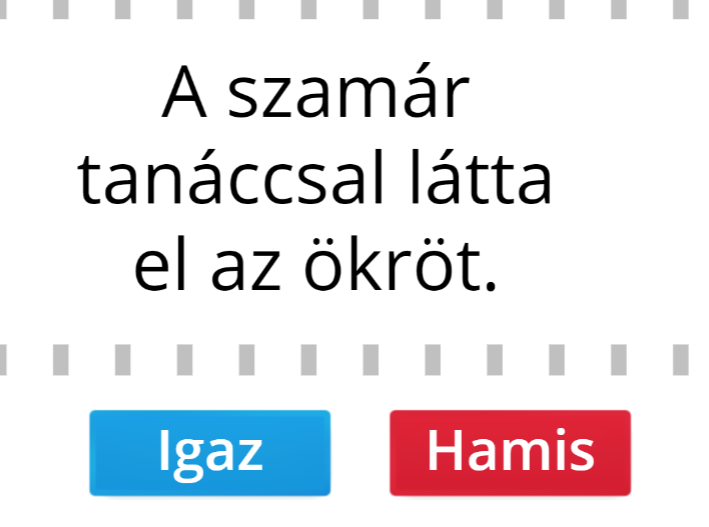 A szamár
tanáccsal látta
el az ökröt.
Igaz
Hamis